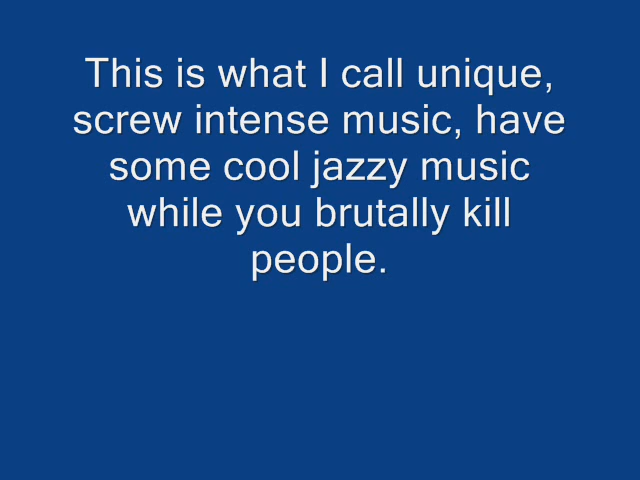 This is what I call unique,
screw intense music, have
some cool jazzy music
while you brutally kill
people.